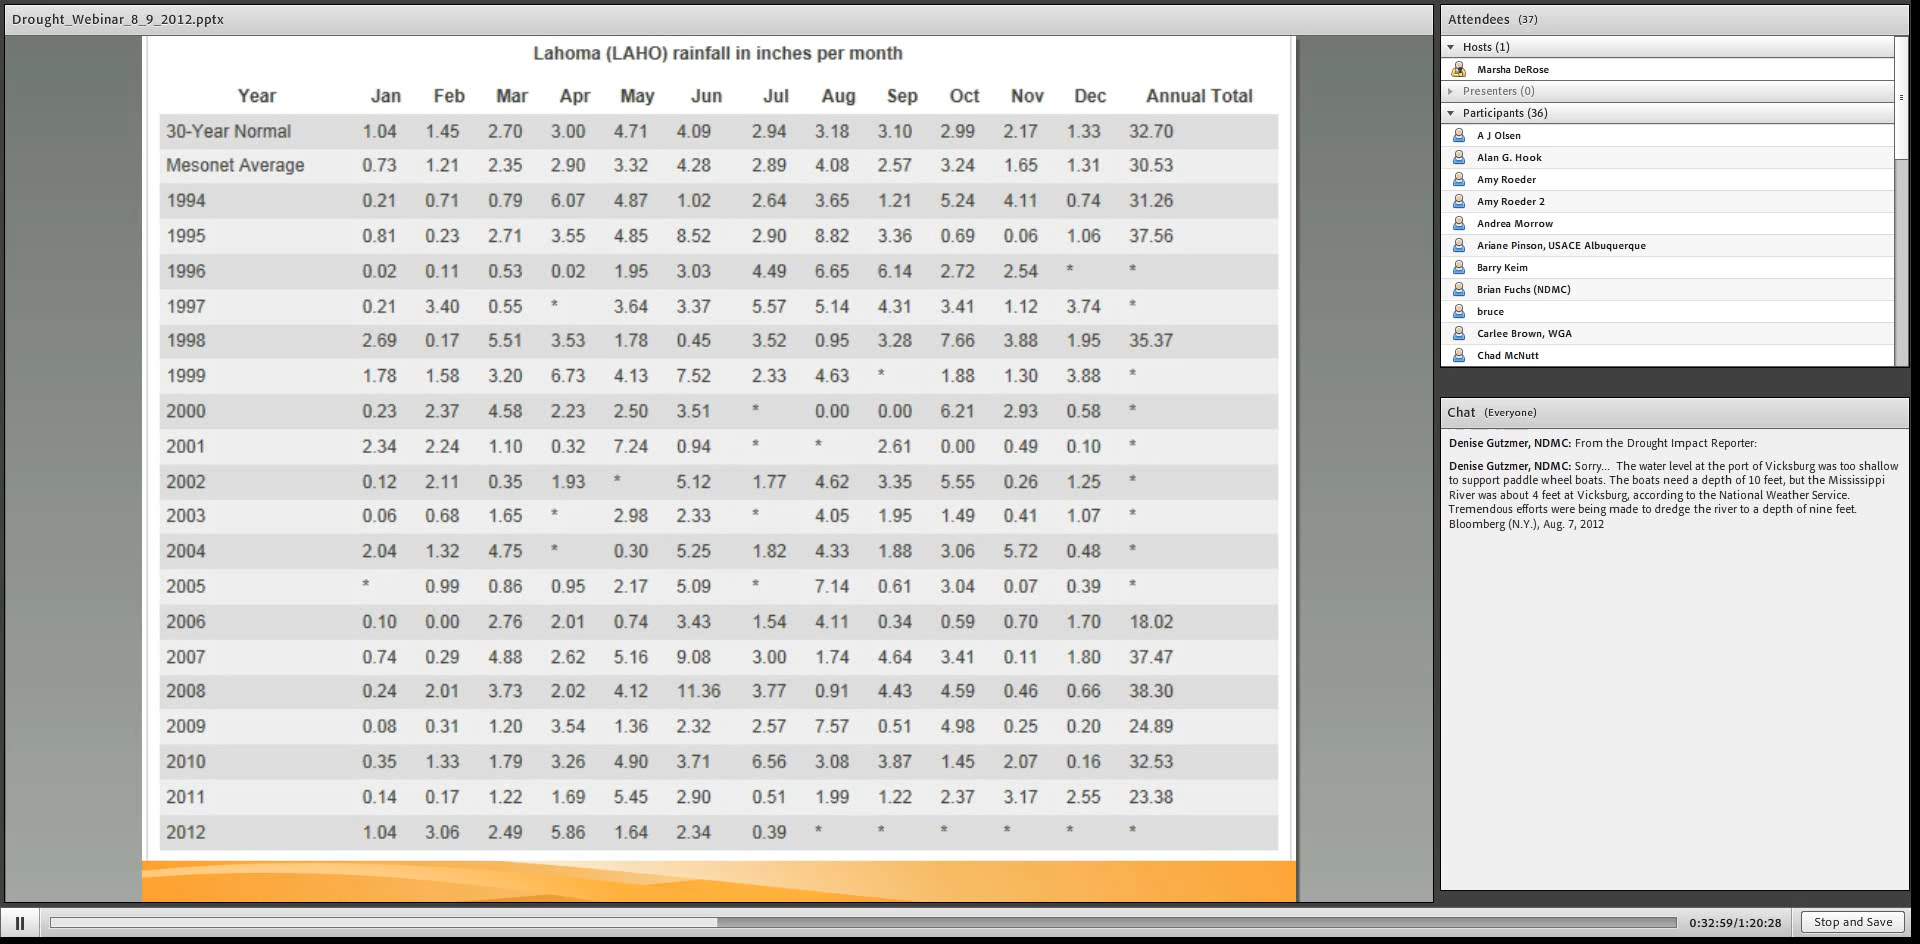 Drought_Webinar_8_9_2012.pptx
Lahoma (LAHO) rainfall in inches per month
Year Jan Feb Mar Apr May Jun Jul Aug Sep Oct Nov Dec Annual Total
30-Year Normal 1.04 1.45 2.70 3.00 4.71 4.09 2.94 3.18 3.10 2.99 2.17 1.33 32.70
Mesonet Average 0.73 1.21 2.35 2.90 3.32 4.28 2.89 4.08 2.57 3.24 1.65 1.31 30.53
1994 0.21 0.71 0.79 6.07 4.87 1.02 2.64 3.65 1.21 5.24 4.11 0.74 31.26
1995 0.81 0.23 2.71 3.55 4.85 8.52 2.90 8.82 3.36 0.69 0.06 1.06 37.56
1996 0.02 0.11 0.53 0.02 1.95 3.03 4.49 6.65 6.14 2.72 2.54 * *
1997 0.21 3.40 0.55 * 3.64 3.37 5.57 5.14 4.31 3.41 1.12 3.74 *
1998 2.69 0.17 5.51 3.53 1.78 0.45 3.52 0.95 3.28 7.66 3.88 1.95 35.37
1999 1.78 1.58 3.20 6.73 4.13 7.52 2.33 4.63 * 1.88 1.30 3.88 *
2000 0.23 2.37 4.58 2.23 2.50 3.51 * 0.00 0.00 6.21 2.93 0.58 *
2001 2.34 2.24 1.10 0.32 7.24 0.94 * * 2.61 0.00 0.49 0.10 *
2002 0.12 2.11 0.35 1.93 * 5.12 1.77 4.62 3.35 5.55 0.26 1.25 *
2003 0.06 0.68 1.65 * 2.98 2.33 * 4.05 1.95 1.49 0.41 1.07 *
2004 2.04 1.32 4.75 * 0.30 5.25 1.82 4.33 1.88 3.06 5.72 0.48 *
2005 * 0.99 0.86 0.95 2.17 5.09 * 7.14 0.61 3.04 0.07 0.39 *
2006 0.10 0.00 2.76 2.01 0.74 3.43 1.54 4.11 0.34 0.59 0.70 1.70 18.02
2007 0.74 0.29 4.88 2.62 5.16 9.08 3.00 1.74 4.64 3.41 0.11 1.80 37.47
2008 0.24 2.01 3.73 2.02 4.12 11.36 3.77 0.91 4.43 4.59 0.46 0.66 38.30
2009 0.08 0.31 1.20 3.54 1.36 2.32 2.57 7.57 0.51 4.98 0.25 0.20 24.89
2010 0.35 1.33 1.79 3.26 4.90 3.71 6.56 3.08 3.87 1.45 2.07 0.16 32.53
2011 0.14 0.17 1.22 1.69 5.45 2.90 0.51 1.99 1.22 2.37 3.17 2.55 23.38
2012 1.04 3.06 2.49 5.86 1.64 2.34 0.39 * * * * * *
Attendees (37)
Hosts (1)
Marsha DeRose
Presenters (0)
Participants (36)
A J Olsen
Alan G. Hook
Amy Roeder
Amy Roeder 2
Andrea Morrow
Ariane Pinson, USACE Albuquerque
Barry Keim
Brian Fuchs (NDMC)
bruce
Carlee Brown, WGA
Chad McNutt
Chat (Everyone)
Denise Gutzmer, NDMC: From the Drought Impact Reporter:
Denise Gutzmer, NDMC: Sorry... The water level at the port of Vicksburg was too shallow
to support paddle wheel boats. The boats need a depth of 10 feet, but the Mississippi
River was about 4 feet at Vicksburg, according to the National Weather Service.
Tremendous efforts were being made to dredge the river to a depth of nine feet.
Bloomberg (N.Y.), Aug. 7, 2012
0:32:59/1:20:28
Stop and Save